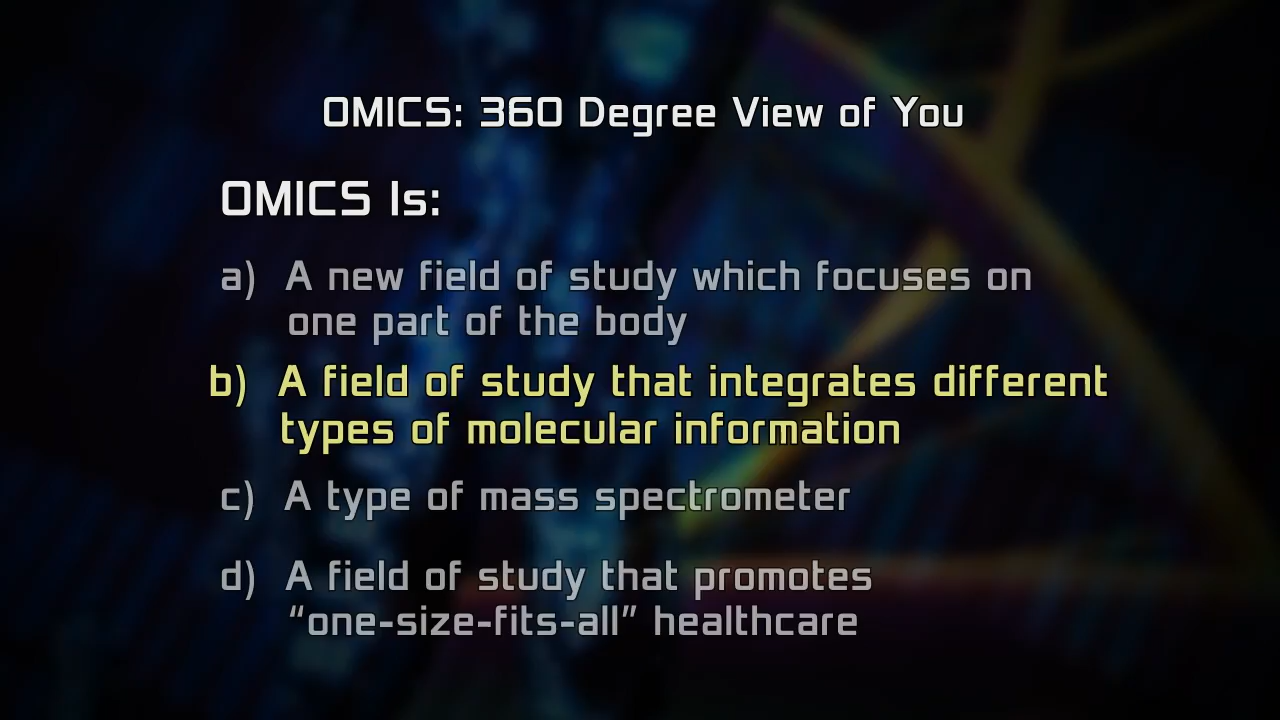 OMICS: 360 Degree View of You
OMICS Is:
a) A new field of study which focuses on
one part of the body
b) A field of study that integrates different
types of molecular information
c) A type of mass spectrometer
d) A field of study that promotes
“one-size-fits-all” healthcare